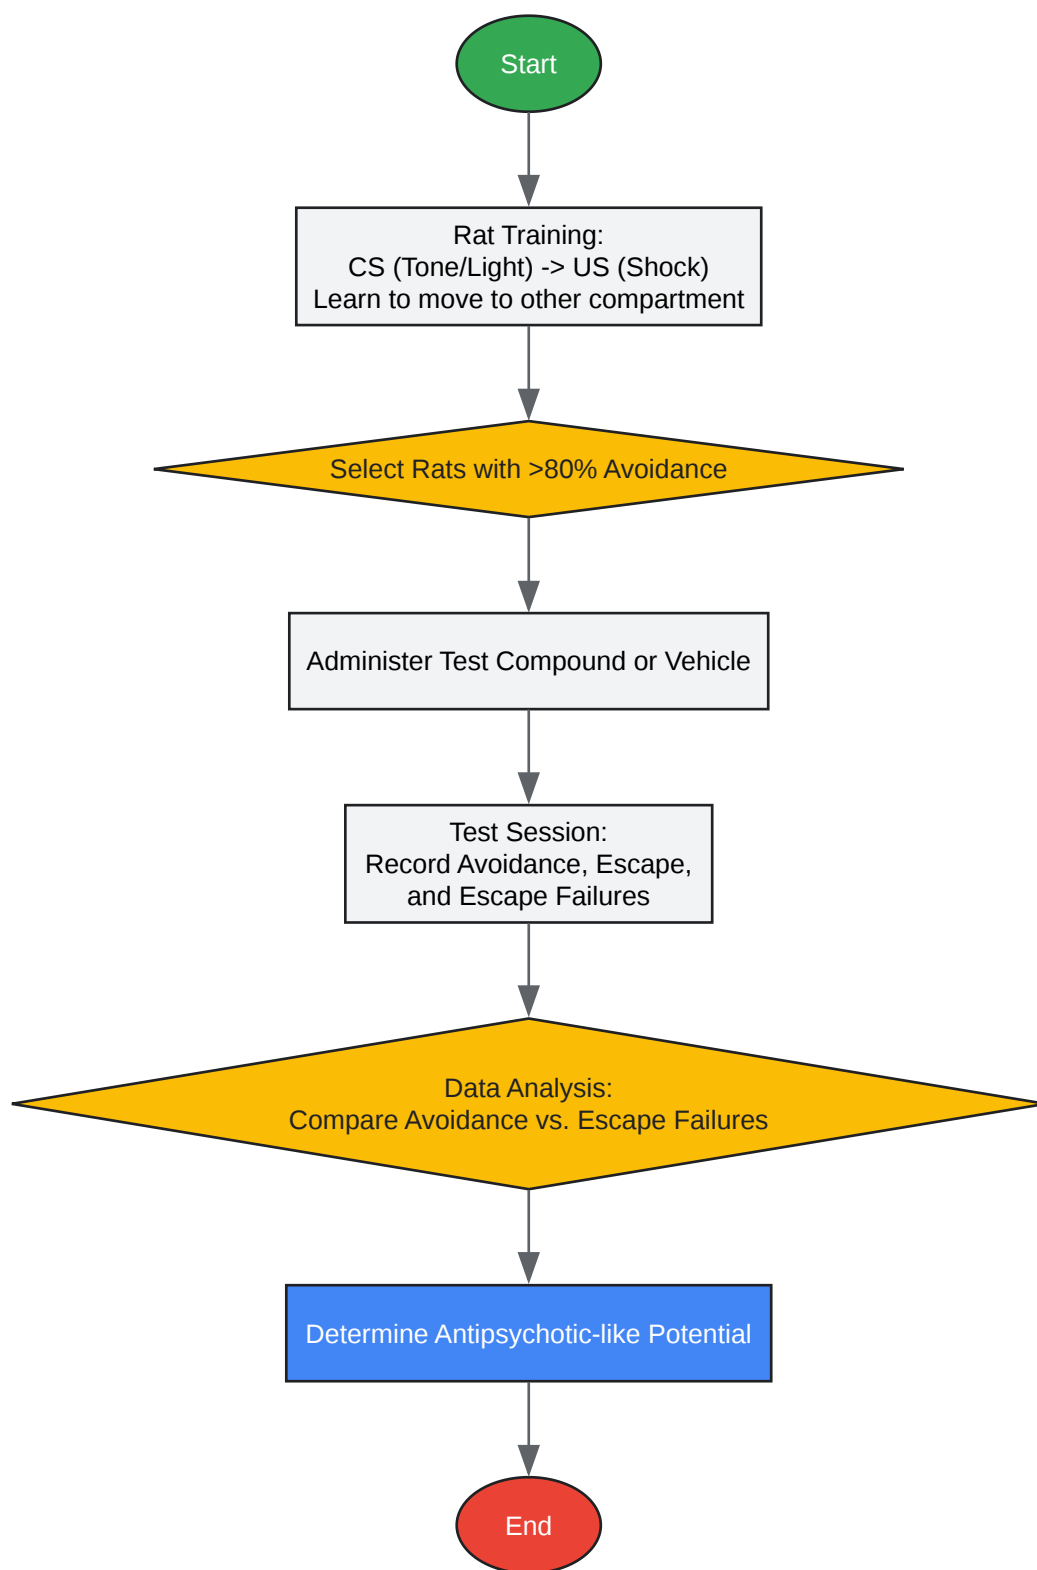 Start
Rat Training:
CS (Tone/Light) -> US (Shock)
Learn to move to other compartment
Select Rats with >80% Avoidance
Administer Test Compound or Vehicle
Test Session:
Record Avoidance, Escape,
and Escape Failures
Data Analysis:
Compare Avoidance vs. Escape Failures
Determine Antipsychotic-like Potential
End